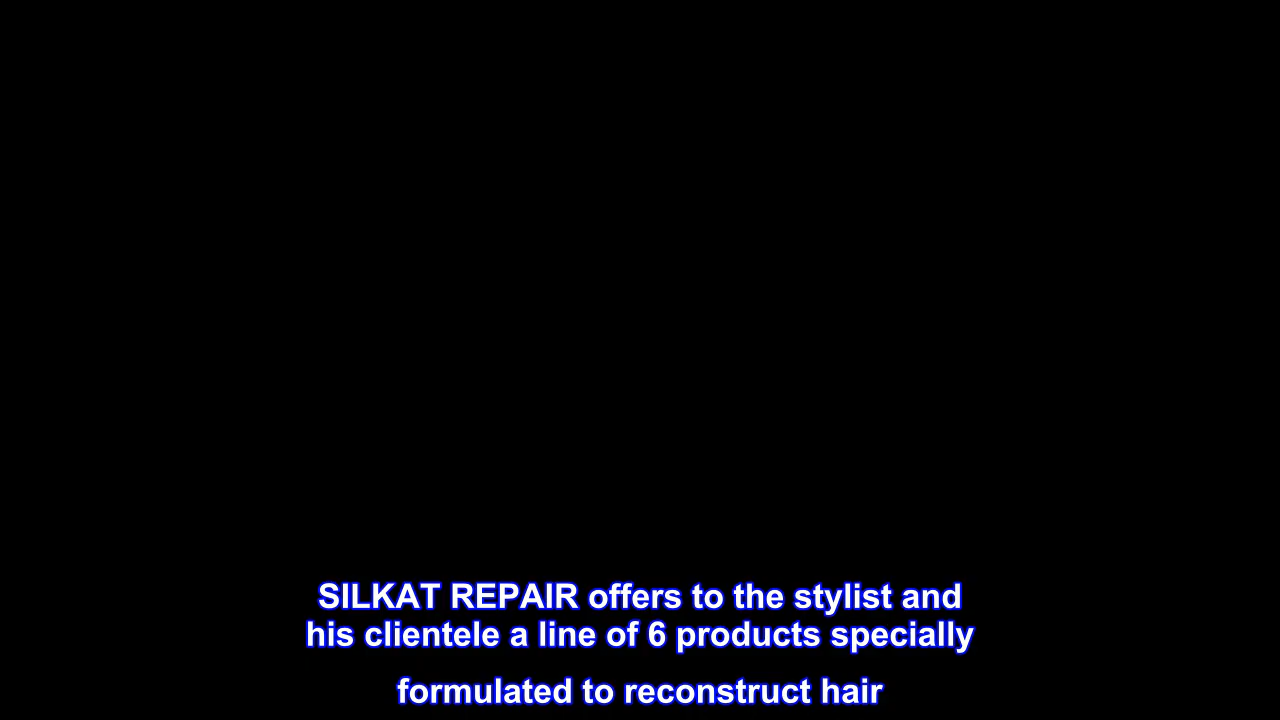 SILKAT REPAIR offers to the stylist and
his clientele a line of 6 products specially
formulated to reconstruct hair